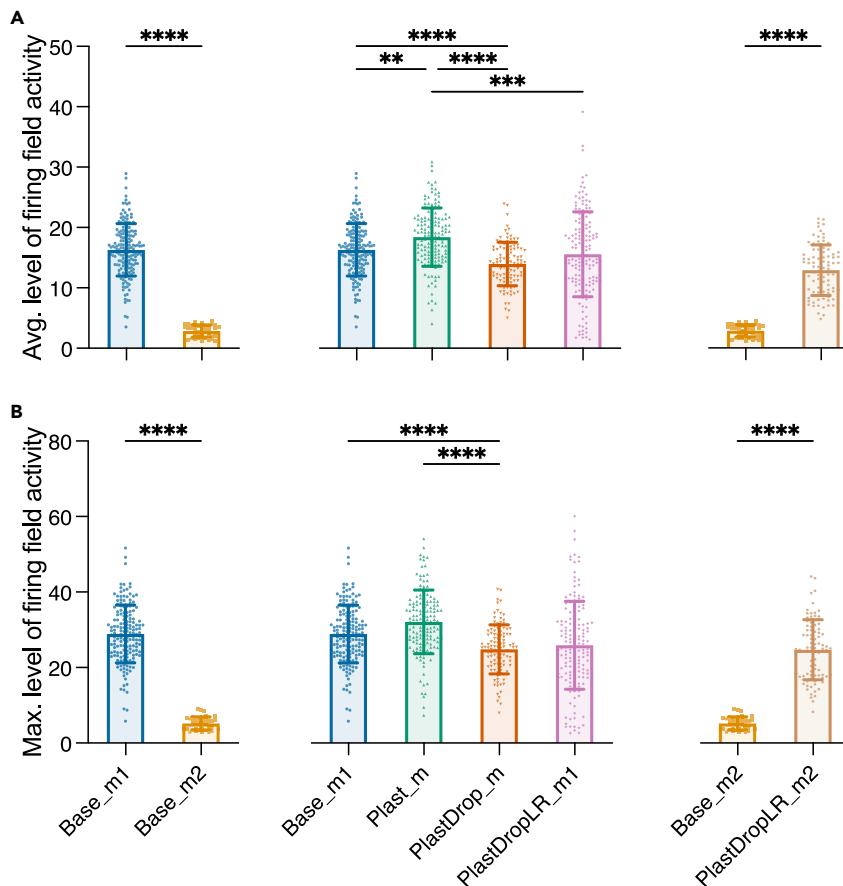 A
Avg. level of firing field activity
50
40
30
20
10
0
**** 
****
** ****
***
****
B
Max. level of firing field activity
80
60
40
20
0
****
****
****
****
Base_m1
Base_m2
Base_m1
Plast_m
PlastDrop_m
PlastDropLR_m1
Base_m2
PlastDropLR_m2